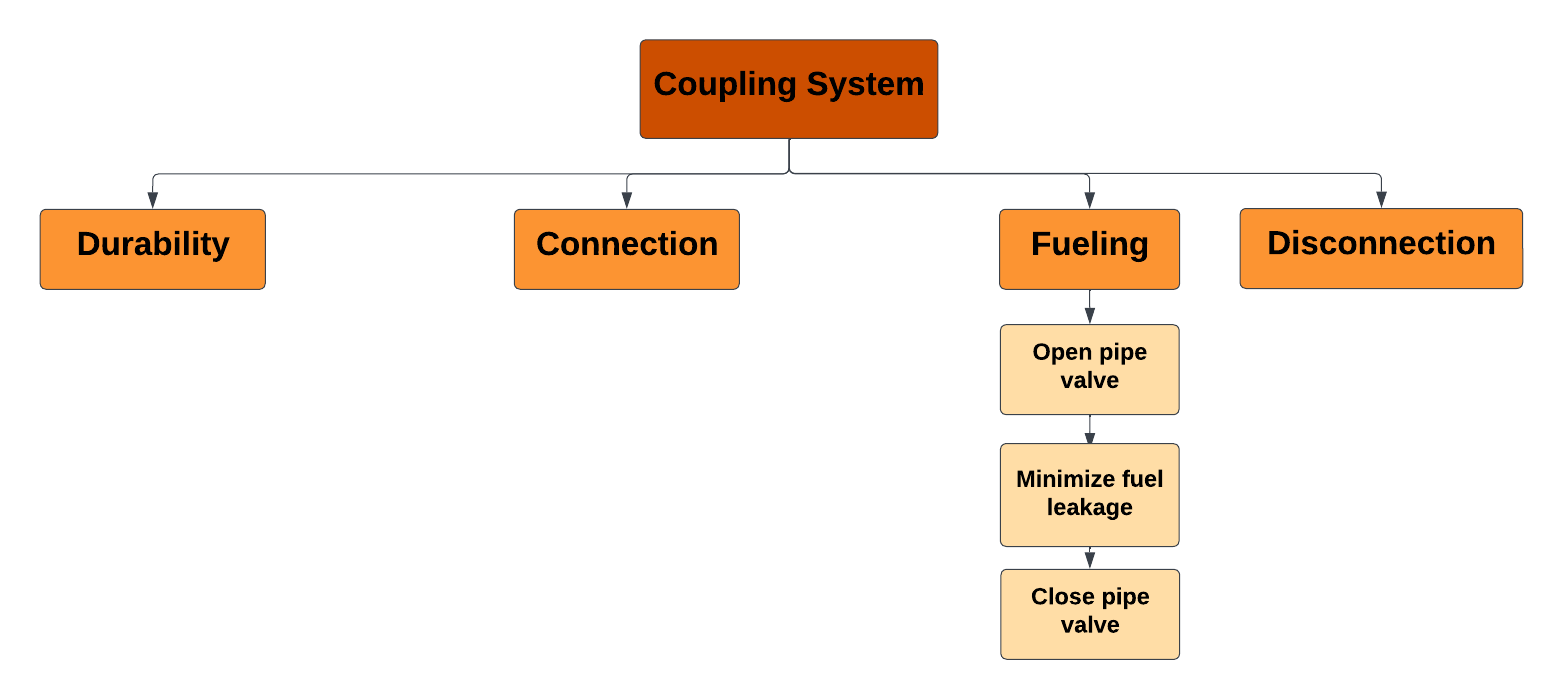 Coupling System
Durability
Connection
Fueling
Disconnection
Open pipe
valve
Minimize fuel
leakage
Close pipe
valve